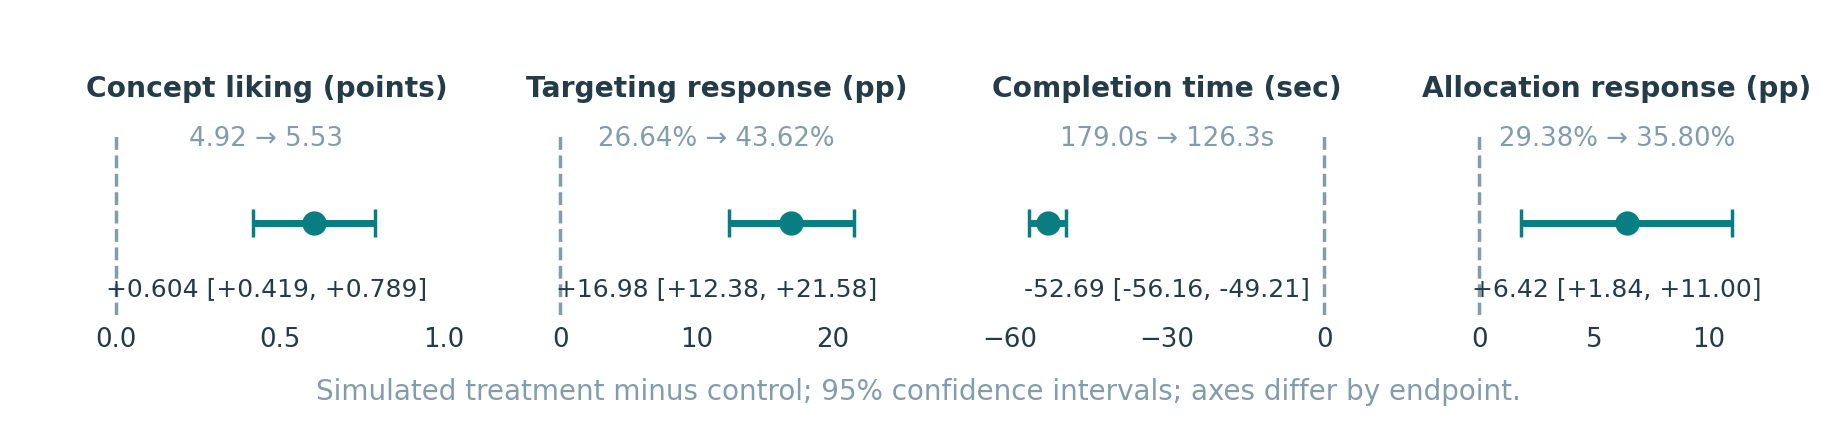 Concept liking (points)
4.92 → 5.53
+0.604 [+0.419, +0.789]
0.0 0.5 1.0
Targeting response (pp)
26.64% → 43.62%
+16.98 [+12.38, +21.58]
0 10 20
Completion time (sec)
179.0s → 126.3s
-52.69 [-56.16, -49.21]
−60 −30 0
Allocation response (pp)
29.38% → 35.80%
+6.42 [+1.84, +11.00]
0 5 10
Simulated treatment minus control; 95% confidence intervals; axes differ by endpoint.